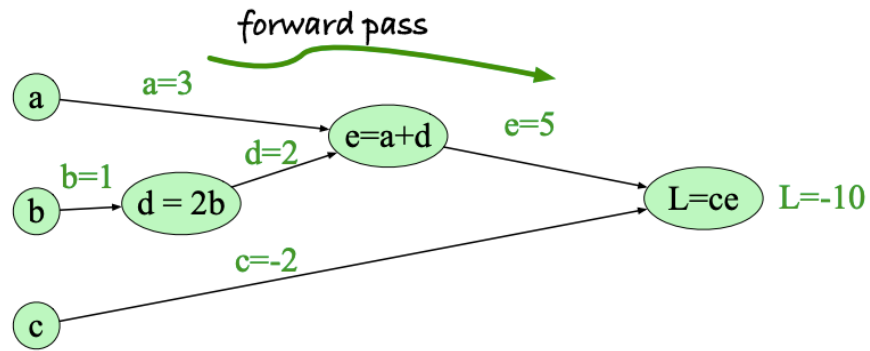 forward pass
a
a=3
e=a+d
e=5
b=1
d=2
b
d = 2b
L=ce
L=-10
c=-2
c